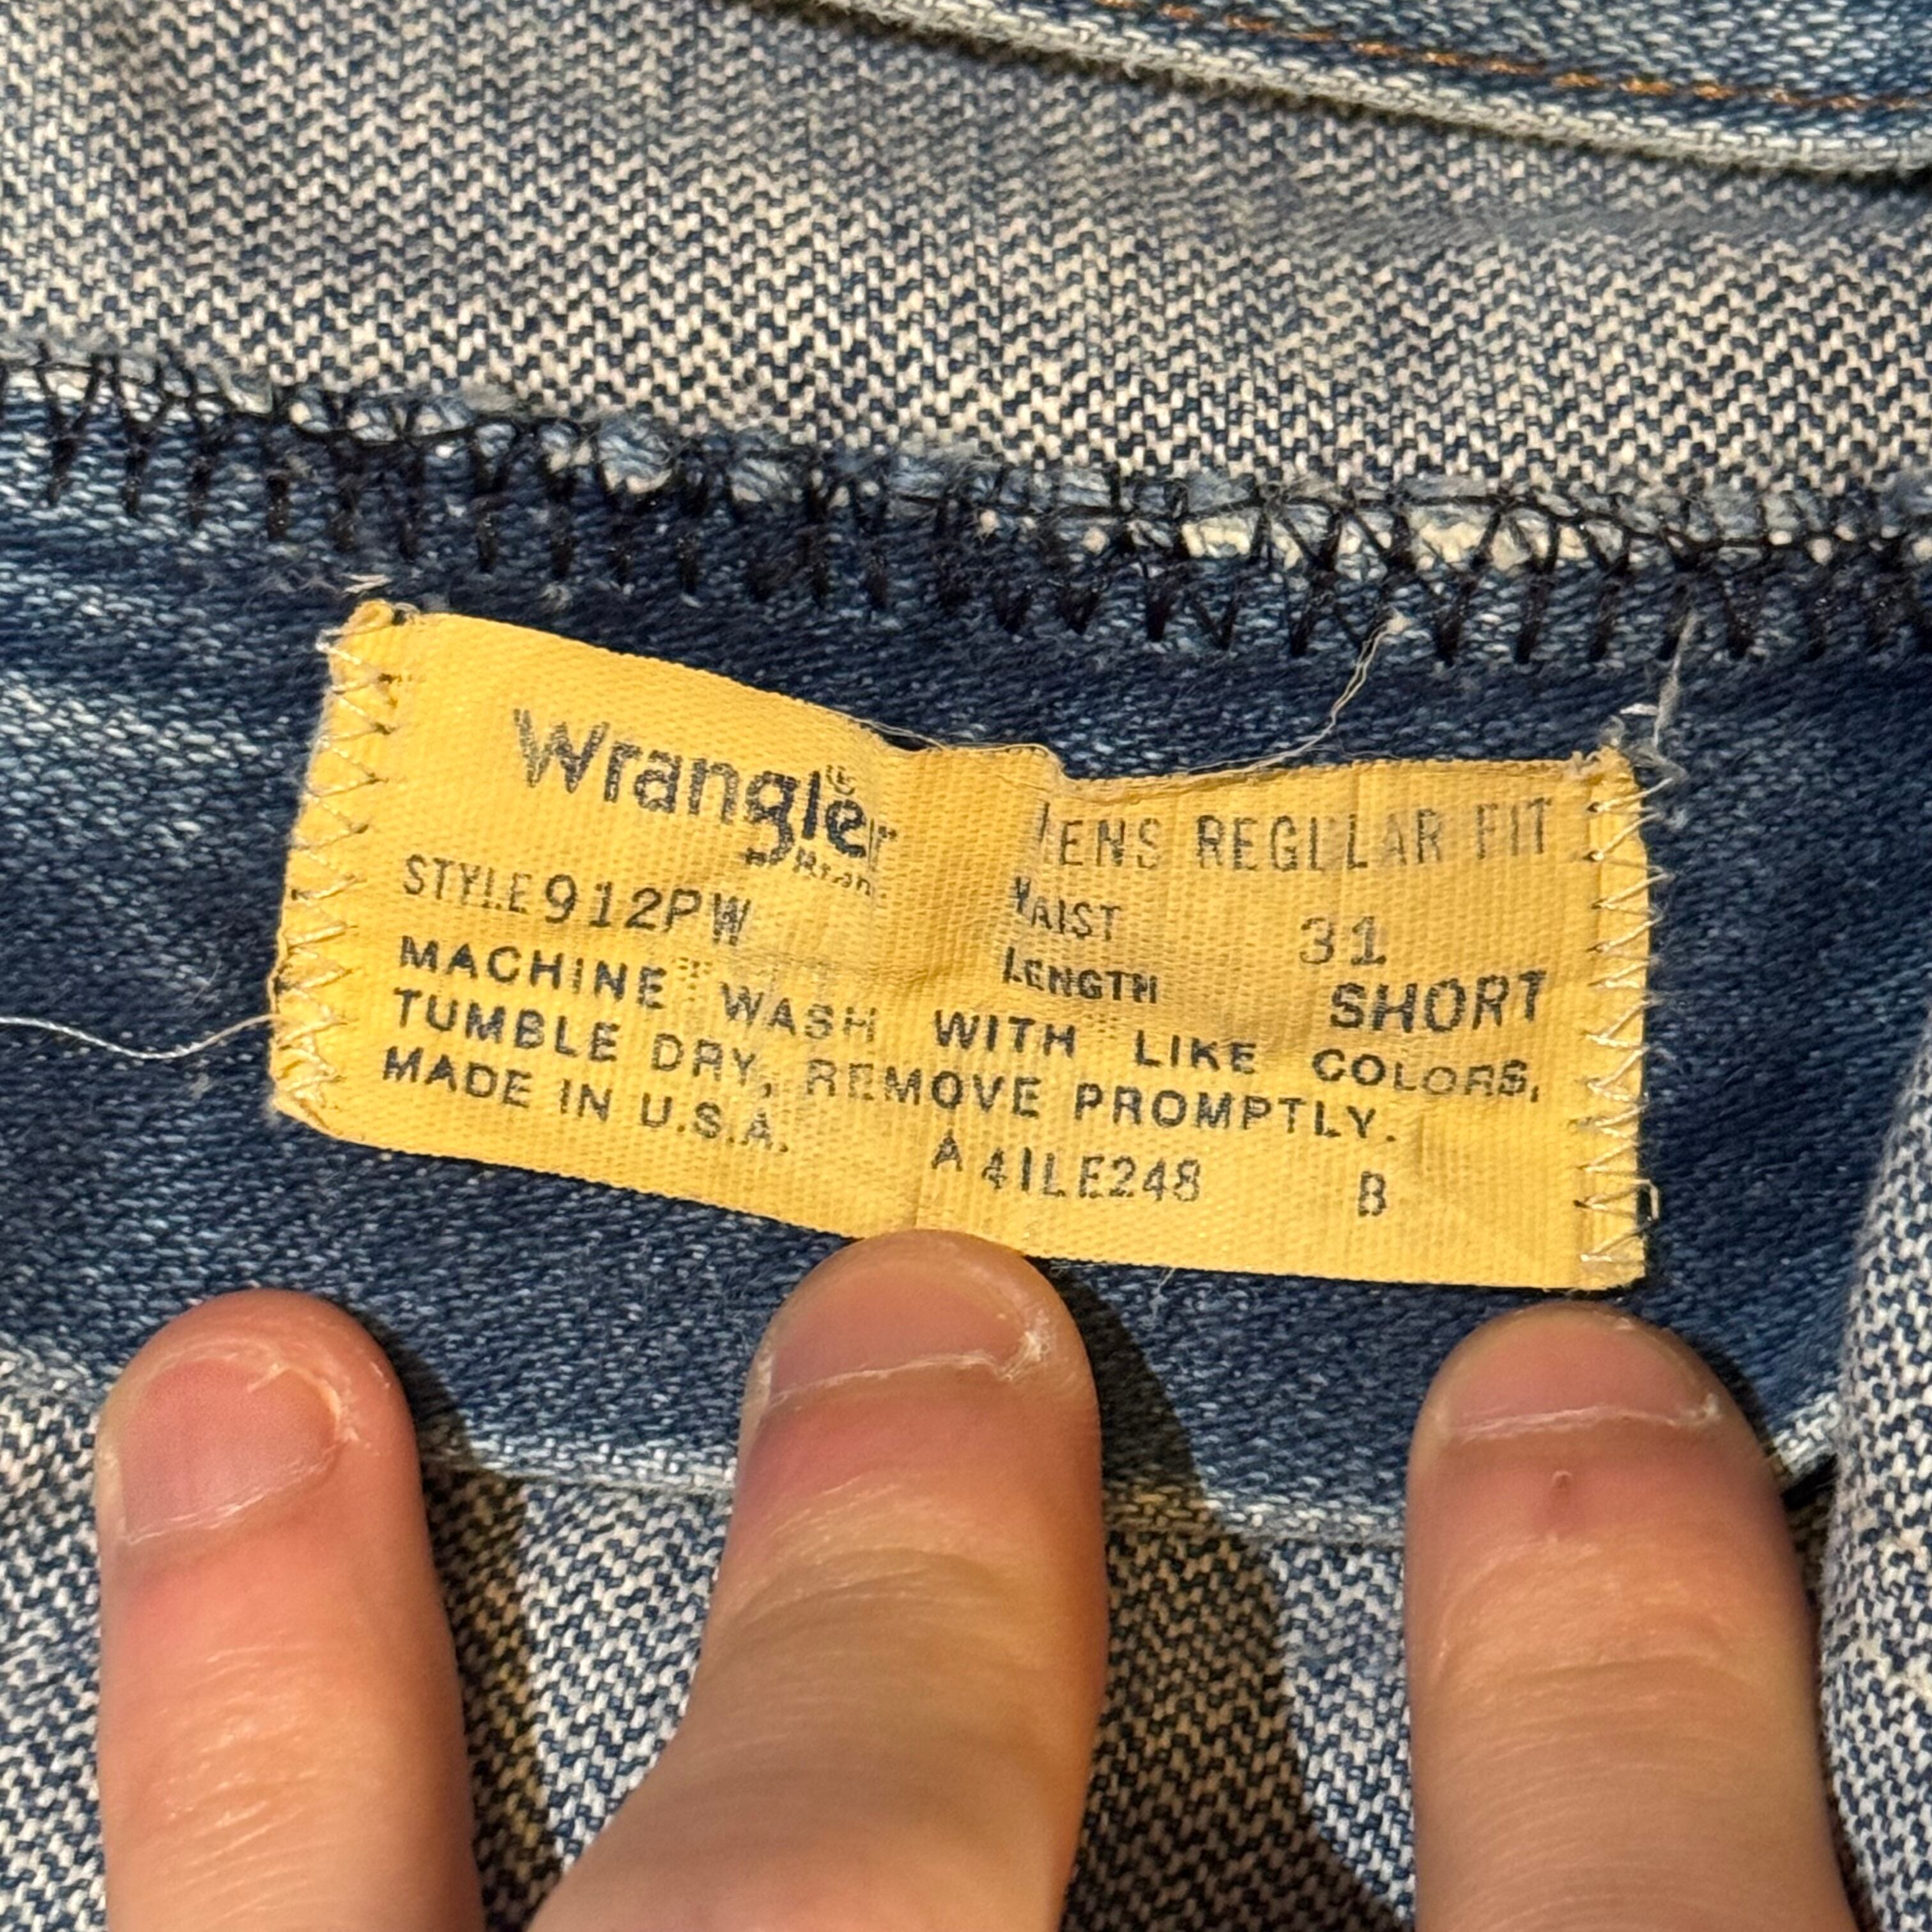 Wrangler®
Brand
MENS REGULAR FIT
STYLE 912PW
WAIST 31
LENGTH SHORT
MACHINE WASH WITH LIKE COLORS,
TUMBLE DRY, REMOVE PROMPTLY.
MADE IN U.S.A. A 41LE248 B